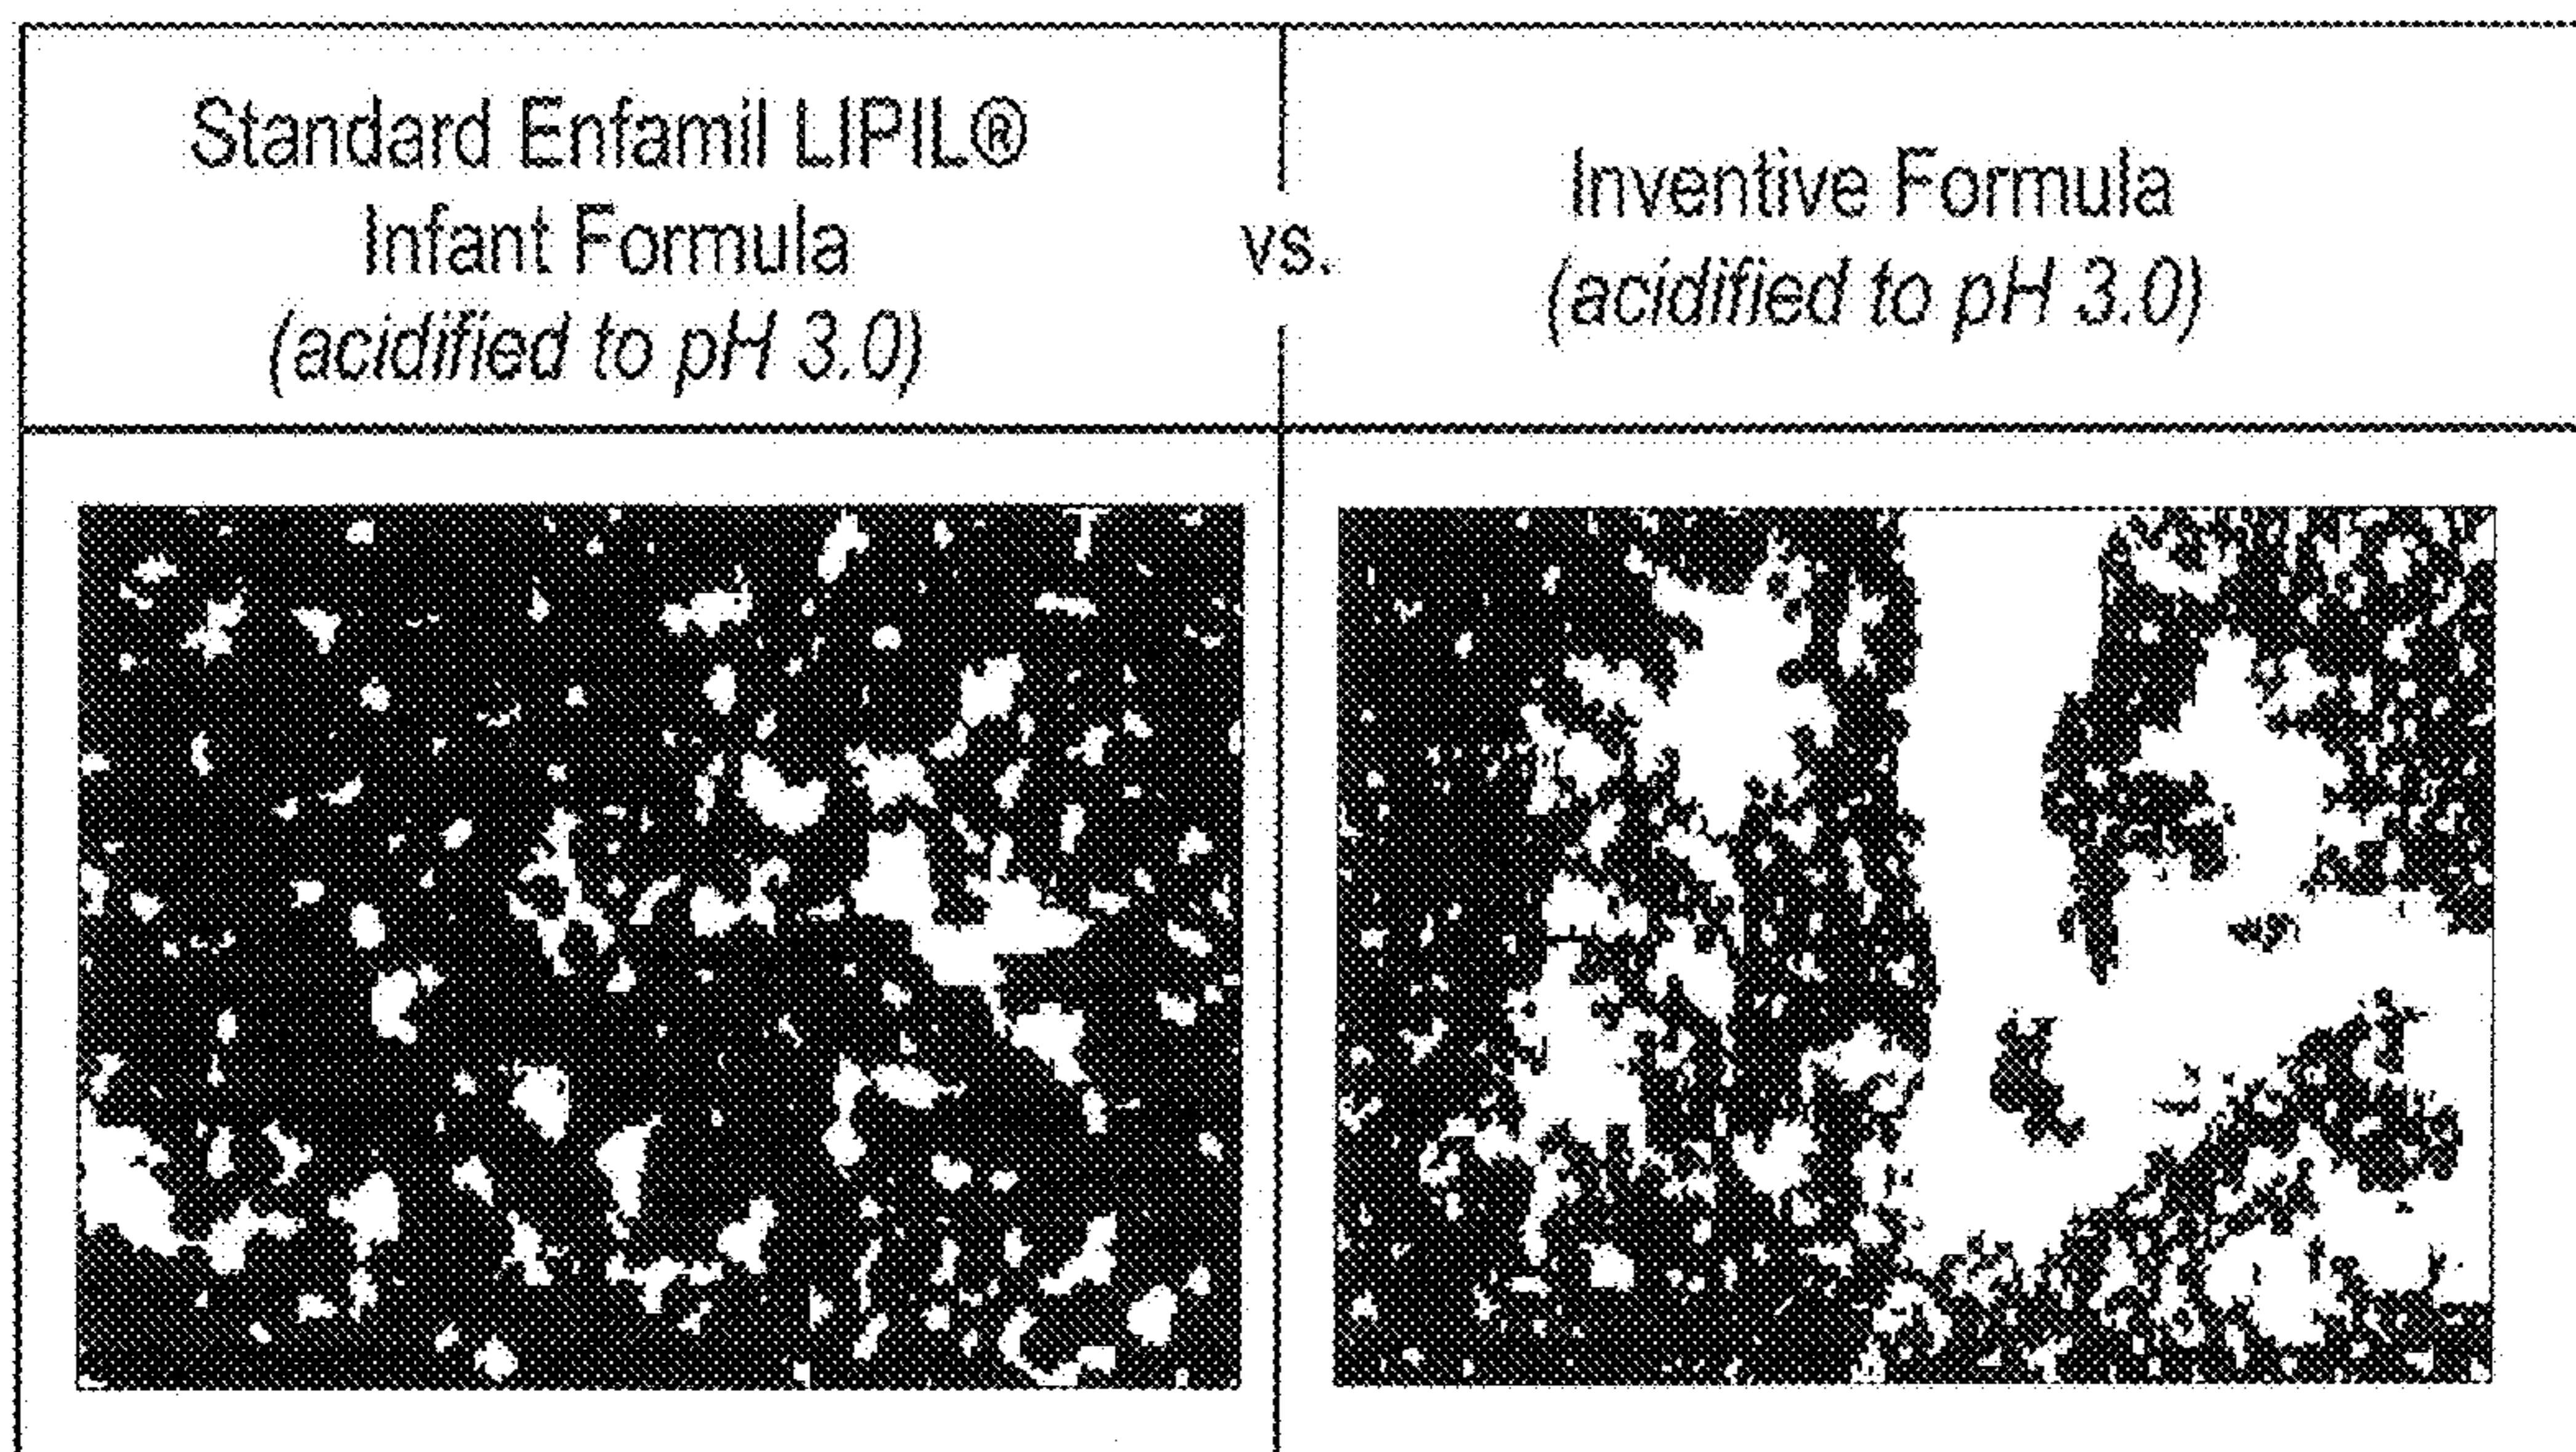 Standard Enfamil LIPIL®
Infant Formula
(acidified to pH 3.0)
vs.
Inventive Formula
(acidified to pH 3.0)